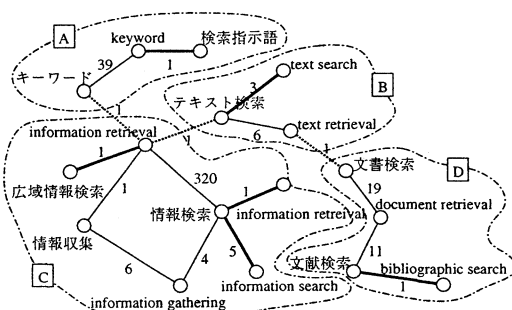 A
keyword
検索指示語
39
1
キーワード
text search
3
B
テキスト検索
1
6
text retrieval
information retrieval
1
1
文書検索
D
1
320
1
19
広域情報検索
1
document retrieval
情報検索
information retreival
情報収集
5
11
4
文献検索
bibliographic search
C
6
information search
1
information gathering